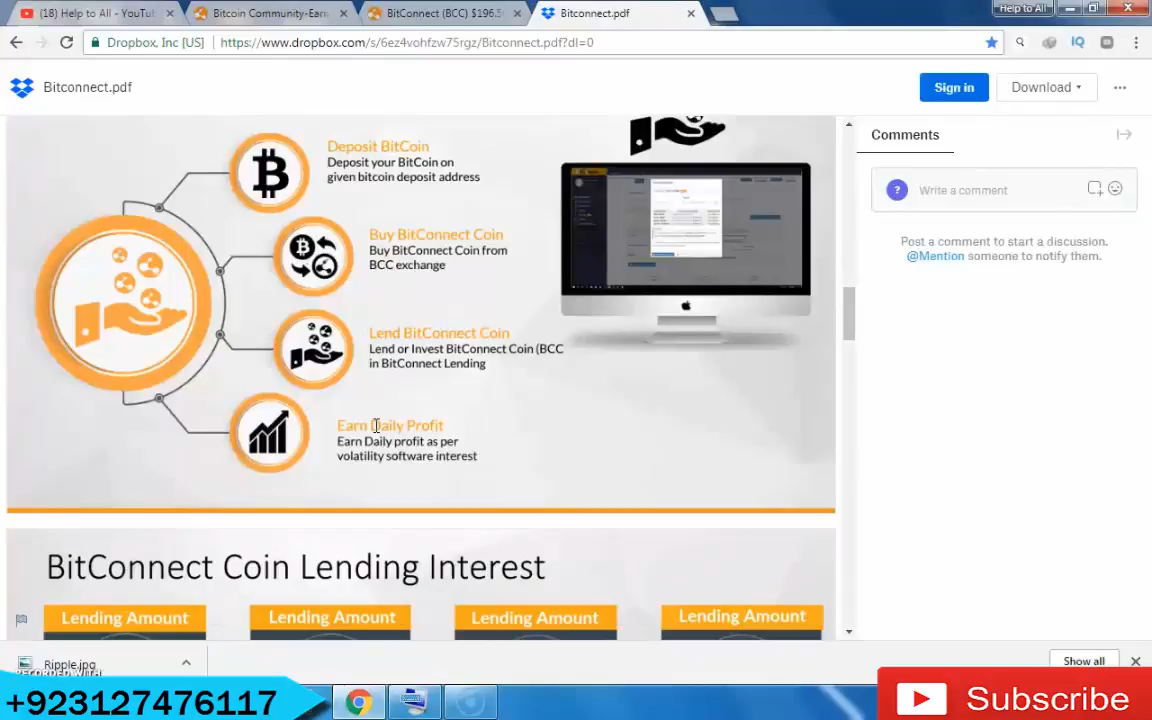 (18) Help to All - YouTu
Bitcoin Community-Earn
BitConnect (BCC) $196.5
Bitconnect.pdf
Help to All
Dropbox, Inc [US]
https://www.dropbox.com/s/6ez4vohfzw75rgz/Bitconnect.pdf?dl=0
IQ
Bitconnect.pdf
Sign in
Download
Deposit BitCoin
Deposit your BitCoin on
given bitcoin deposit address
Buy BitConnect Coin
Buy BitConnect Coin from
BCC exchange
Lend BitConnect Coin
Lend or Invest BitConnect Coin (BCC
in BitConnect Lending
Earn Daily Profit
Earn Daily profit as per
volatility software interest
BitConnect Coin Lending Interest
Lending Amount
Lending Amount
Lending Amount
Lending Amount
Comments
?
Write a comment
Post a comment to start a discussion.
@Mention someone to notify them.
Ripple.jpg
Show all
RECORDED WITH
+923127476117
Subscribe